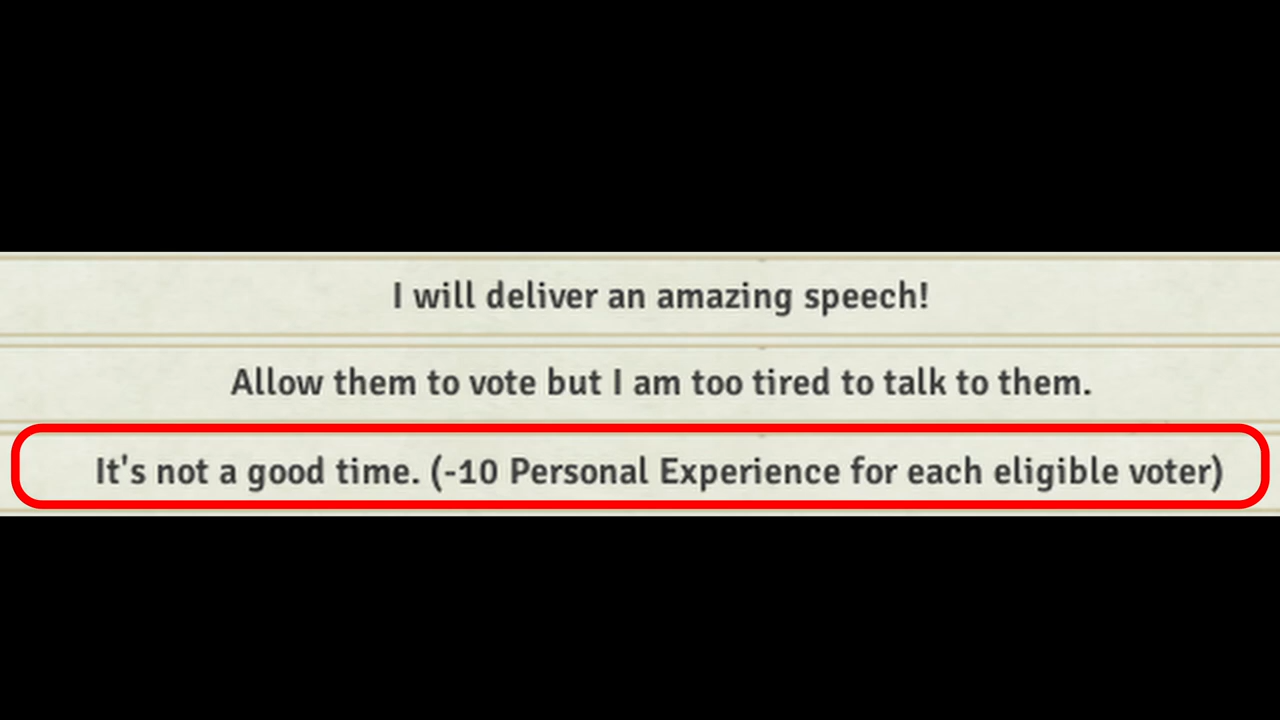 I will deliver an amazing speech!
Allow them to vote but I am too tired to talk to them.
It's not a good time. (-10 Personal Experience for each eligible voter)